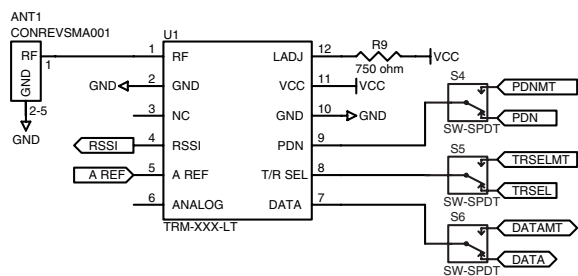 ANT1
CONREVSMA001
RF
1
GND
2-5
GND
U1
1 RF
2 GND
GND
3 NC
4 RSSI
RSSI
5 A REF
A REF
6 ANALOG
LADJ 12
R9
750 ohm
VCC
VCC 11
VCC
GND 10
GND
PDN 9
T/R SEL 8
DATA 7
TRM-XXX-LT
S4
SW-SPDT
PDNMT
PDN
S5
SW-SPDT
TRSELMT
TRSEL
S6
SW-SPDT
DATAMT
DATA